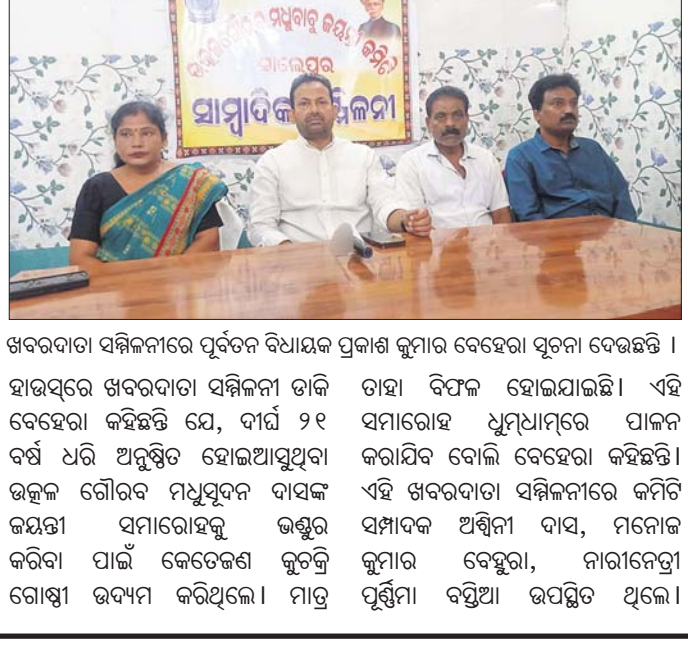 ଉତ୍କଳ ଗୌରବ ମଧୁବାବୁ ଜୟନ୍ତୀ କମିଟି
ସାଲେପୁର
ସାମ୍ବାଦିକ ସମ୍ମିଳନୀ
ଖବରଦାତା ସମ୍ମିଳନୀରେ ପୂର୍ବତନ ବିଧାୟକ ପ୍ରକାଶ କୁମାର ବେହେରା ସୂଚନା ଦେଉଛନ୍ତି ।
ହାଉସ୍‌ରେ ଖବରଦାତା ସମ୍ମିଳନୀ ଡାକି
ବେହେରା କହିଛନ୍ତି ଯେ, ଦୀର୍ଘ ୨୧
ବର୍ଷ ଧରି ଅନୁଷ୍ଠିତ ହୋଇଆସୁଥିବା
ଉତ୍କଳ ଗୌରବ ମଧୁସୂଦନ ଦାସଙ୍କ
ଜୟନ୍ତୀ ସମାରୋହକୁ ଭଣ୍ଡୁର
କରିବା ପାଇଁ କେତେଜଣ କୁଚକ୍ରି
ଗୋଷ୍ଠୀ ଉଦ୍ୟମ କରିଥିଲେ। ମାତ୍ର
ତାହା ବିଫଳ ହୋଇଯାଇଛି। ଏହି
ସମାରୋହ ଧୁମ୍‌ଧାମ୍‌ରେ ପାଳନ
କରାଯିବ ବୋଲି ବେହେରା କହିଛନ୍ତି।
ଏହି ଖବରଦାତା ସମ୍ମିଳନୀରେ କମିଟି
ସମ୍ପାଦକ ଅଶ୍ୱିନୀ ଦାସ, ମନୋଜ
କୁମାର ବେହୁରା, ନାରୀନେତ୍ରୀ
ପୂର୍ଣ୍ଣିମା ବସ୍ତିଆ ଉପସ୍ଥିତ ଥିଲେ।